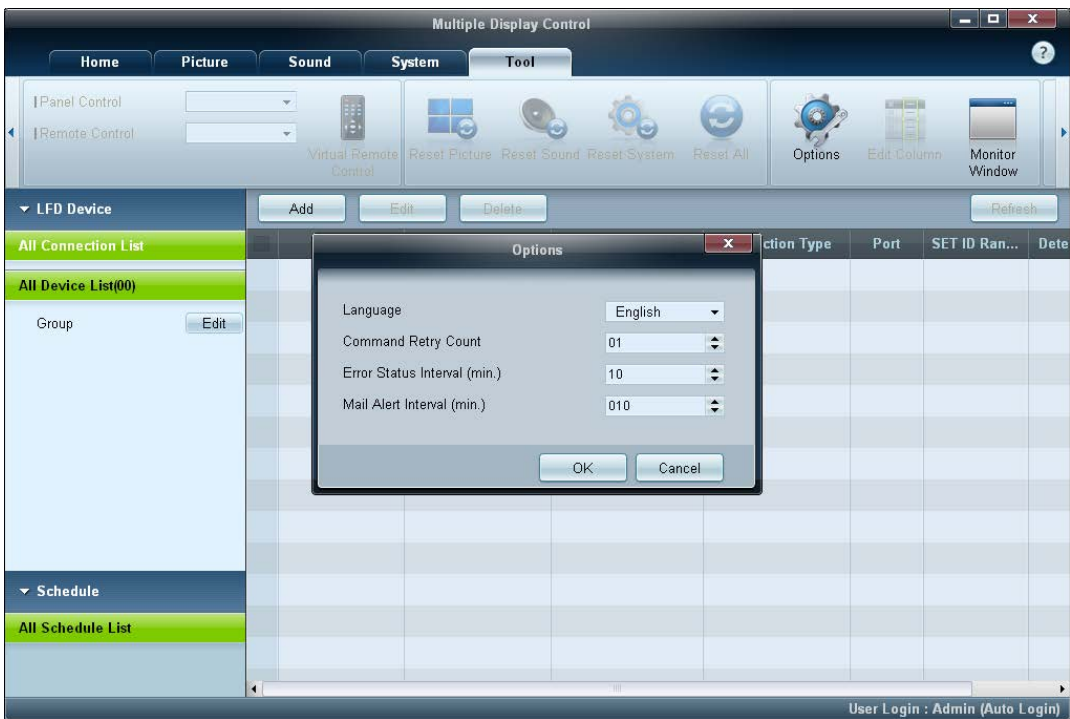 Multiple Display Control
Home Picture Sound System Tool
?
Panel Control
Remote Control
Virtual Remote
Control
Reset Picture Reset Sound Reset System Reset All
Options Edit Column Monitor
Window
LFD Device
Add Edit Delete Refresh
All Connection List
ction Type Port SET ID Ran... Dete
All Device List(00)
Group Edit
Options
Language English
Command Retry Count 01
Error Status Interval (min.) 10
Mail Alert Interval (min.) 010
OK Cancel
Schedule
All Schedule List
User Login : Admin (Auto Login)